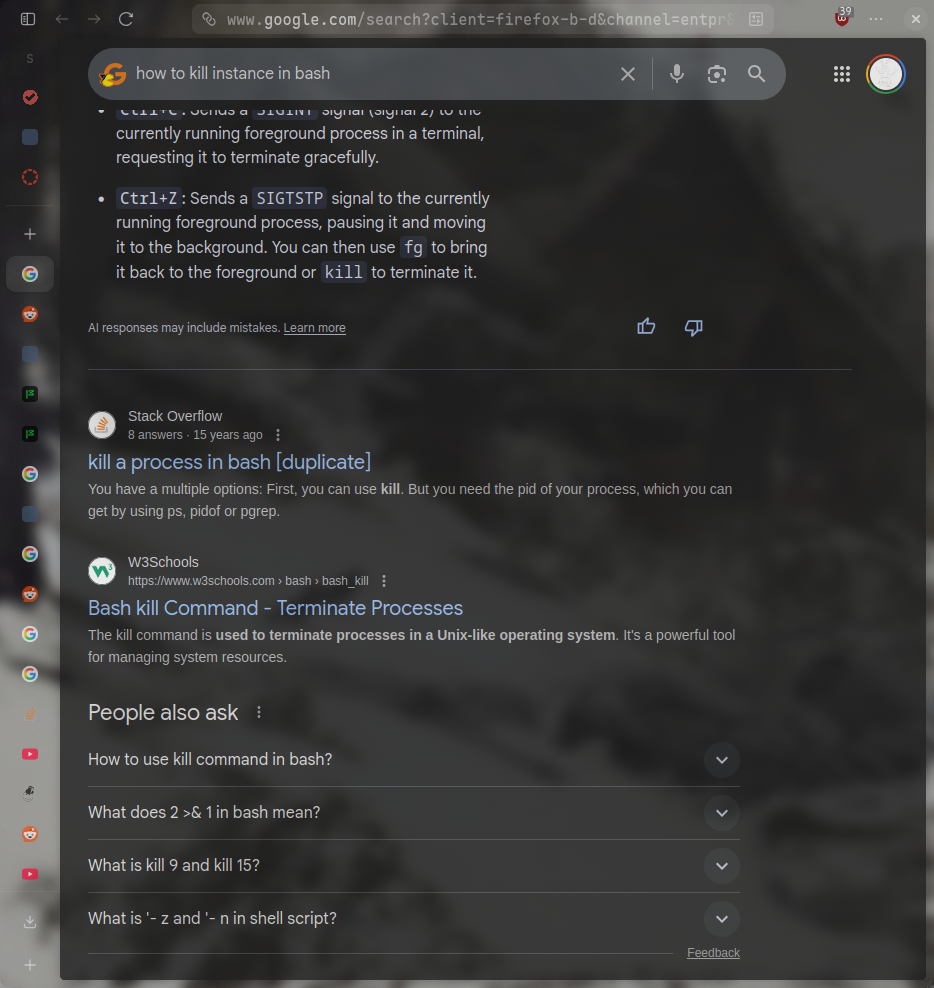 www.google.com/search?client=firefox-b-d&channel=entpr&
39
S
how to kill instance in bash
Ctrl+C: Sends a SIGINT signal (signal 2) to the
currently running foreground process in a terminal,
requesting it to terminate gracefully.
Ctrl+Z: Sends a SIGTSTP signal to the currently
running foreground process, pausing it and moving
it to the background. You can then use fg to bring
it back to the foreground or kill to terminate it.
AI responses may include mistakes. Learn more
Stack Overflow
8 answers · 15 years ago
kill a process in bash [duplicate]
You have a multiple options: First, you can use kill. But you need the pid of your process, which you can
get by using ps, pidof or pgrep.
W3Schools
https://www.w3schools.com › bash › bash_kill
Bash kill Command - Terminate Processes
The kill command is used to terminate processes in a Unix-like operating system. It's a powerful tool
for managing system resources.
People also ask
How to use kill command in bash?
What does 2 >& 1 in bash mean?
What is kill 9 and kill 15?
What is '- z and '- n in shell script?
Feedback